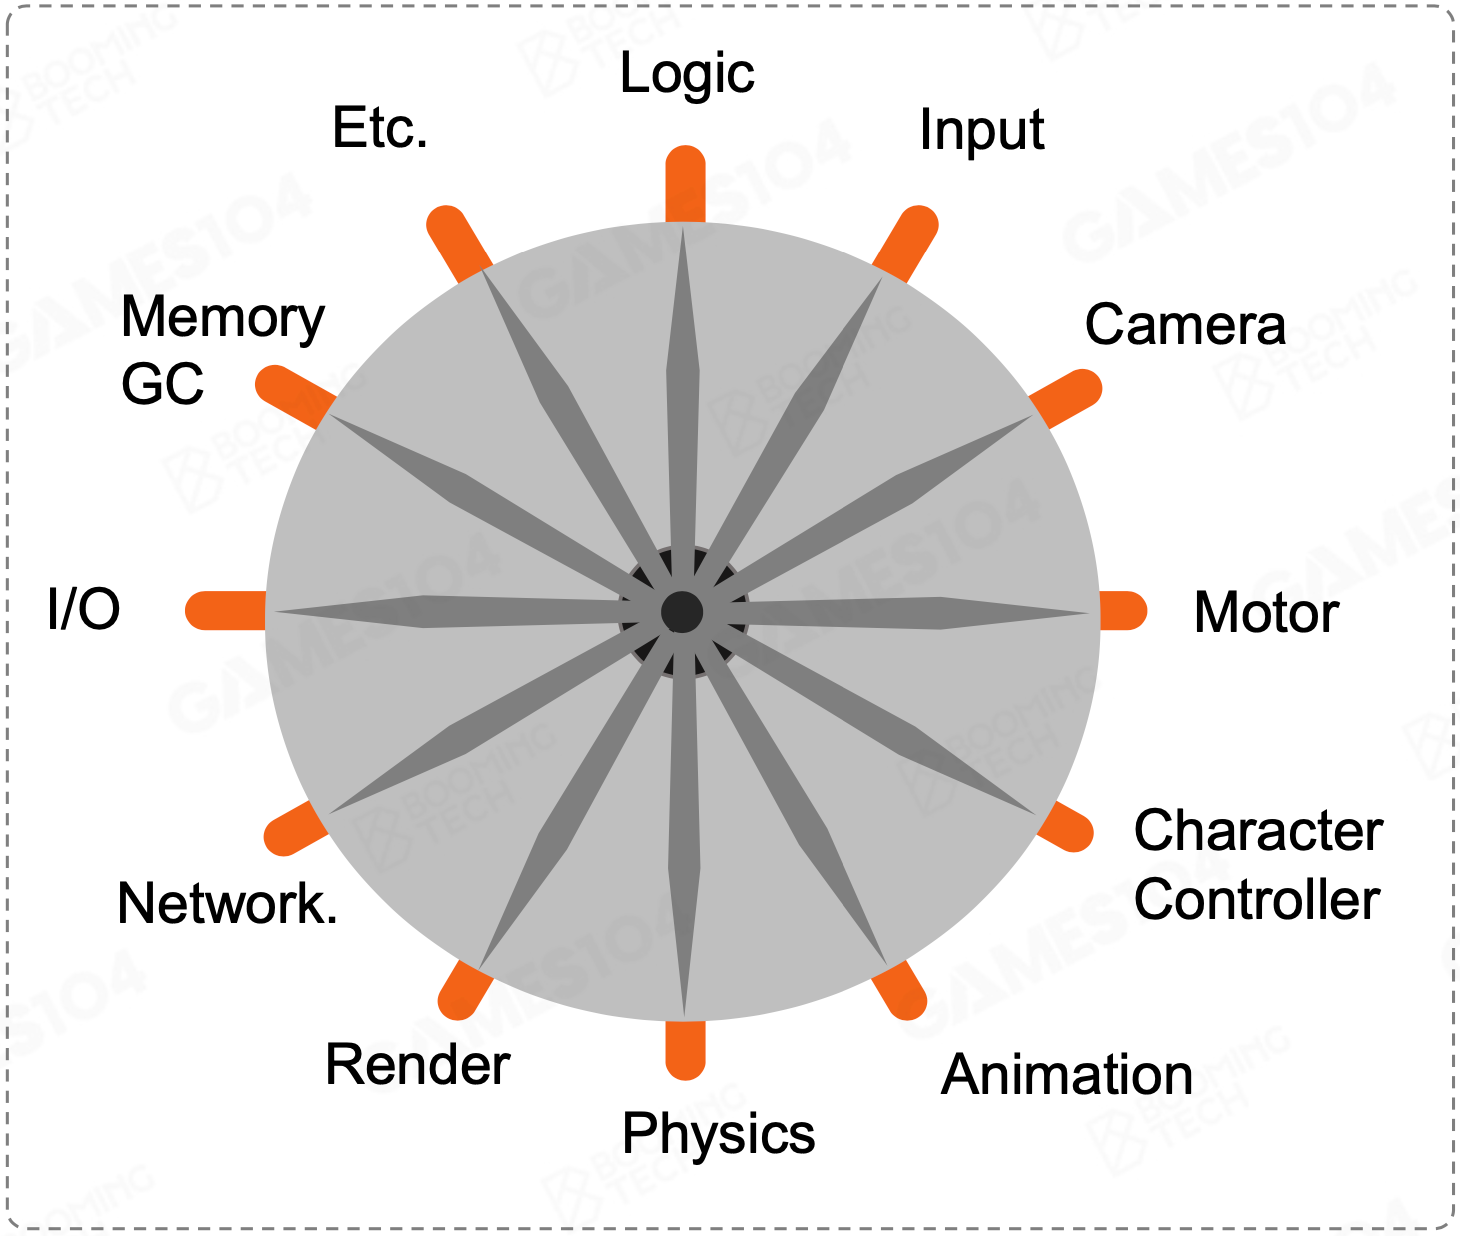 Logic
Etc.
Input
Memory
GC
Camera
I/O
Motor
Character
Controller
Network.
Render
Animation
Physics
BOOMING
TECH
GAMES104